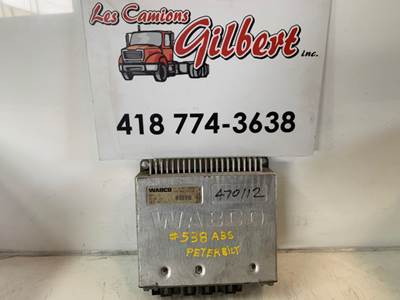 Les Camions
Gilbert
inc.
418 774-3638
WABCO
470112
WABCO
#538 ABS
PETERBILT